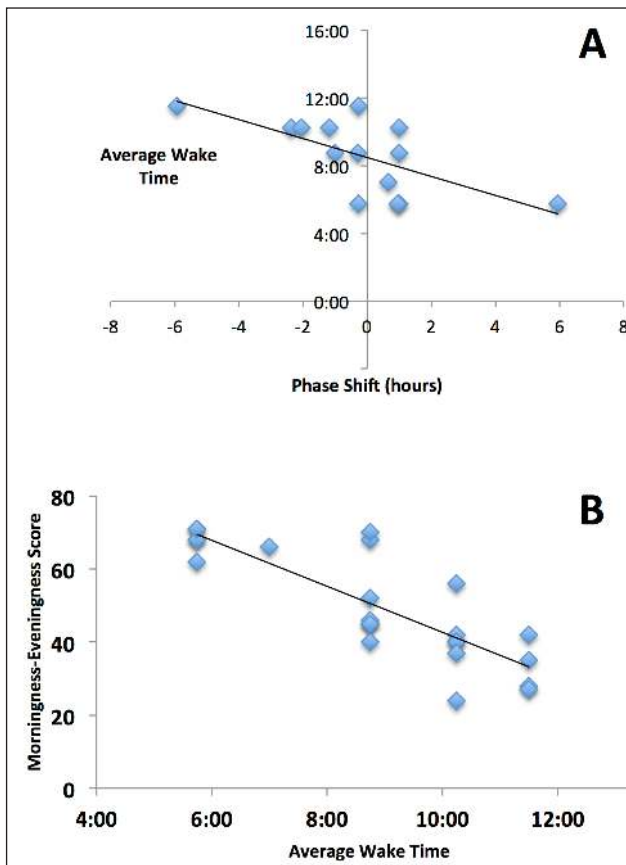 A
16:00
12:00
Average Wake
Time
8:00
4:00
0:00
-8 -6 -4 -2 0 2 4 6 8
Phase Shift (hours)
B
Morningness-Eveningness Score
80
60
40
20
0
4:00 6:00 8:00 10:00 12:00
Average Wake Time